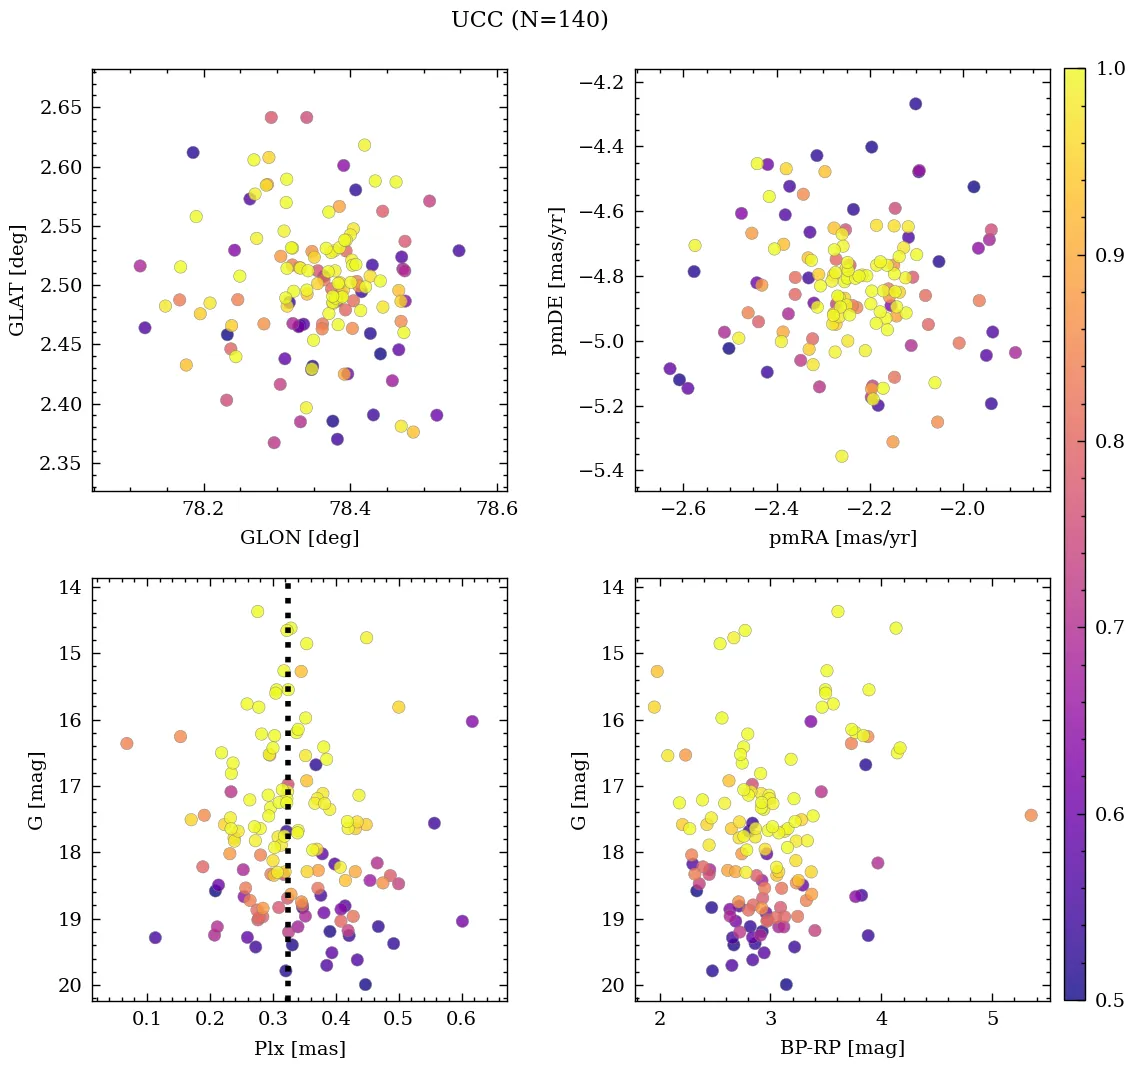 UCC (N=140)
2.65
2.60
2.55
2.50
2.45
2.40
2.35
GLAT [deg]
78.2 78.4 78.6
GLON [deg]
−4.2
−4.4
−4.6
−4.8
−5.0
−5.2
−5.4
pmDE [mas/yr]
−2.6 −2.4 −2.2 −2.0
pmRA [mas/yr]
14
15
16
17
18
19
20
G [mag]
0.1 0.2 0.3 0.4 0.5 0.6
Plx [mas]
14
15
16
17
18
19
20
G [mag]
2 3 4 5
BP-RP [mag]
1.0
0.9
0.8
0.7
0.6
0.5